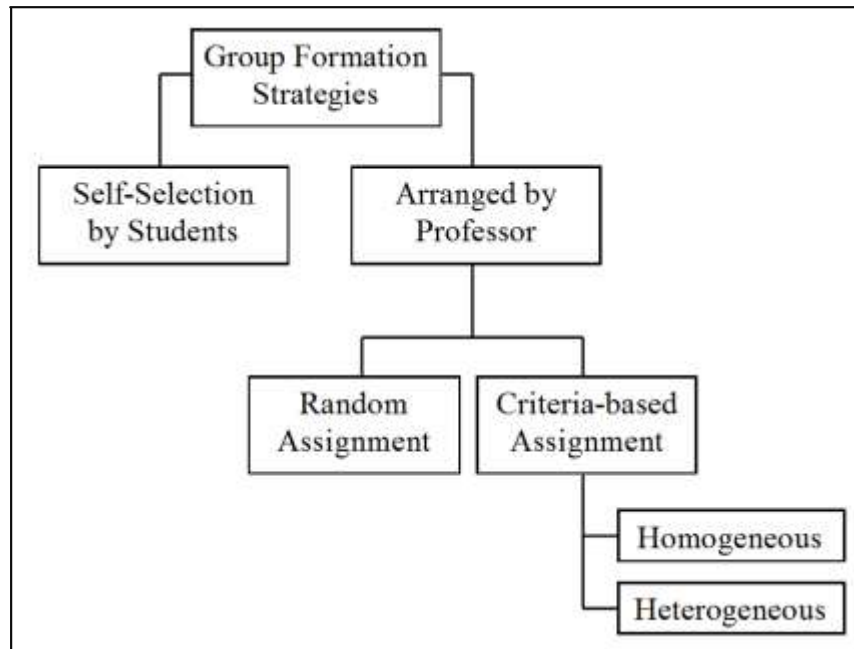 Group Formation
Strategies
Self-Selection
by Students
Arranged by
Professor
Random
Assignment
Criteria-based
Assignment
Homogeneous
Heterogeneous